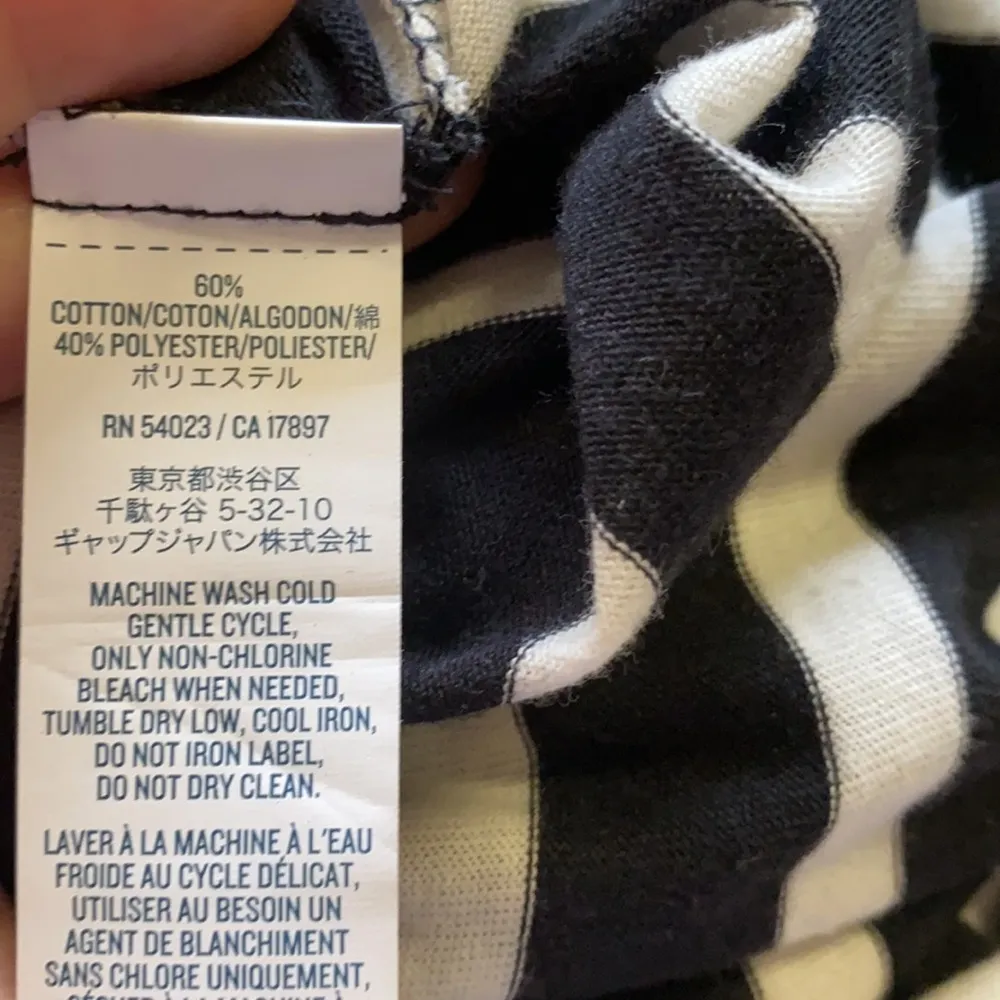 60%
COTTON/COTON/ALGODON/綿
40% POLYESTER/POLIESTER/
ポリエステル
RN 54023 / CA 17897
東京都渋谷区
千駄ヶ谷 5-32-10
ギャップジャパン株式会社
MACHINE WASH COLD
GENTLE CYCLE,
ONLY NON-CHLORINE
BLEACH WHEN NEEDED,
TUMBLE DRY LOW, COOL IRON,
DO NOT IRON LABEL,
DO NOT DRY CLEAN.
LAVER À LA MACHINE À L'EAU
FROIDE AU CYCLE DÉLICAT,
UTILISER AU BESOIN UN
AGENT DE BLANCHIMENT
SANS CHLORE UNIQUEMENT,